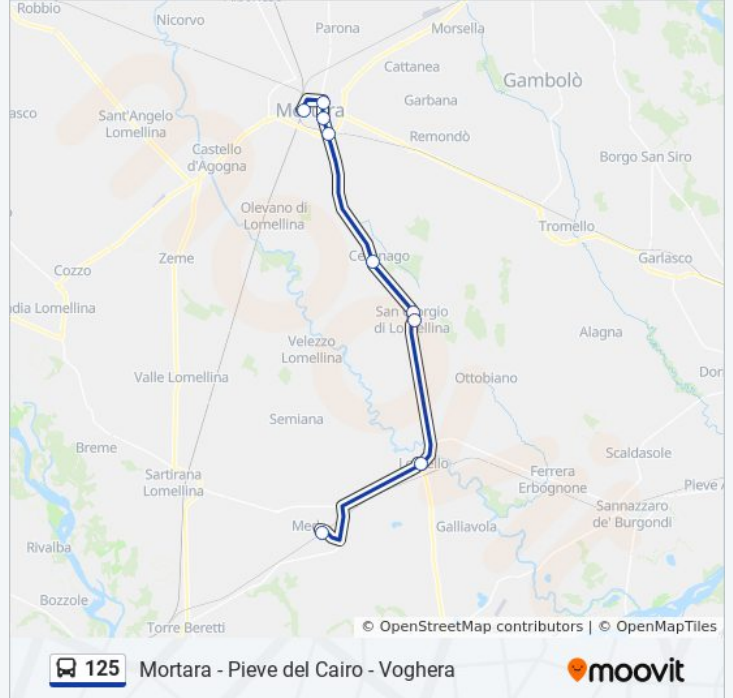 Robbio
Nicorvo
Parona
Morsella
Cattanea
Gambolò
Garbana
Sant'Angelo
Lomellina
asco
Remondò
Castello
d'Agogna
Borgo San Siro
Olevano di
Lomellina
Tromello
Zeme
Garlasco
Cozzo
dia Lomellina
di Lomellina
Alagna
Velezzo
Lomellina
Valle Lomellina
Ottobiano
Dor
Semiana
Breme
Scaldasole
Sartirana
Lomellina
Ferrera
Erbognone
Pieve A
Sannazzaro
de' Burgondi
Galliavola
Rivalba
Bozzole
Torre Beretti
© OpenStreetMap contributors | © OpenMapTiles
125 Mortara - Pieve del Cairo - Voghera
moovit